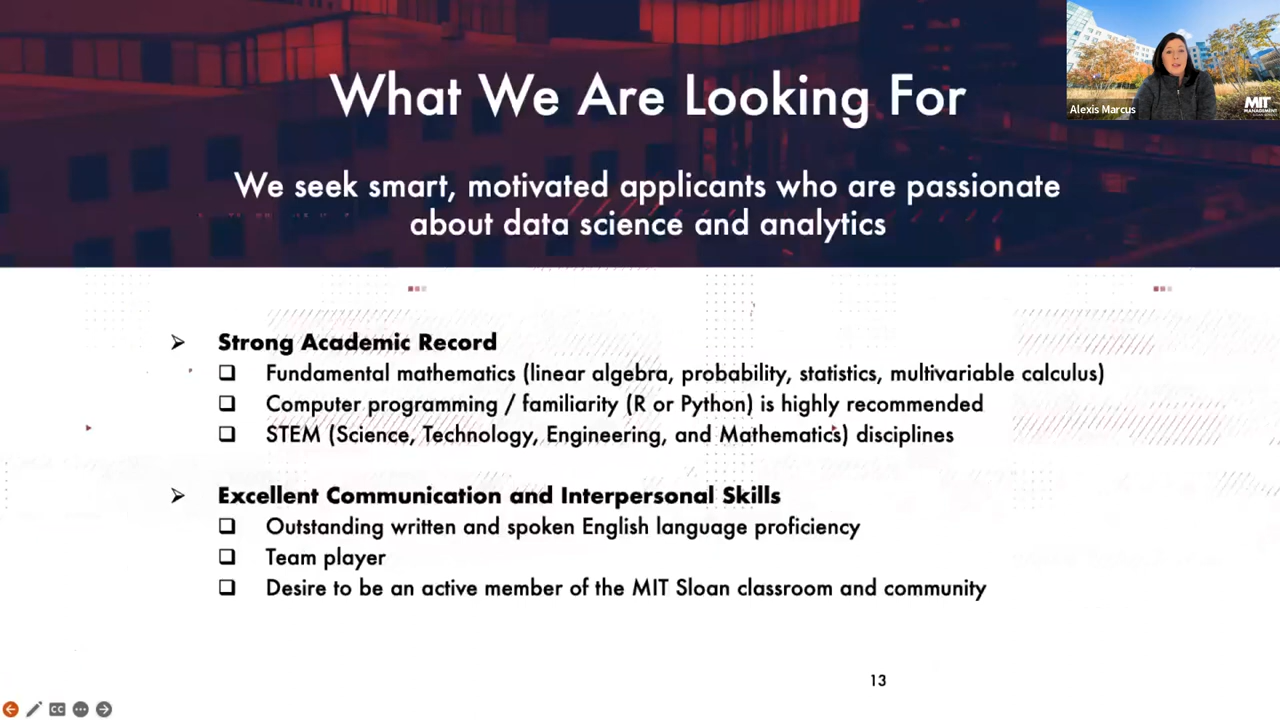 What We Are Looking For
Alexis Marcus
MIT
MANAGEMENT
We seek smart, motivated applicants who are passionate
about data science and analytics
Strong Academic Record
Fundamental mathematics (linear algebra, probability, statistics, multivariable calculus)
Computer programming / familiarity (R or Python) is highly recommended
STEM (Science, Technology, Engineering, and Mathematics) disciplines
Excellent Communication and Interpersonal Skills
Outstanding written and spoken English language proficiency
Team player
Desire to be an active member of the MIT Sloan classroom and community
13
CC